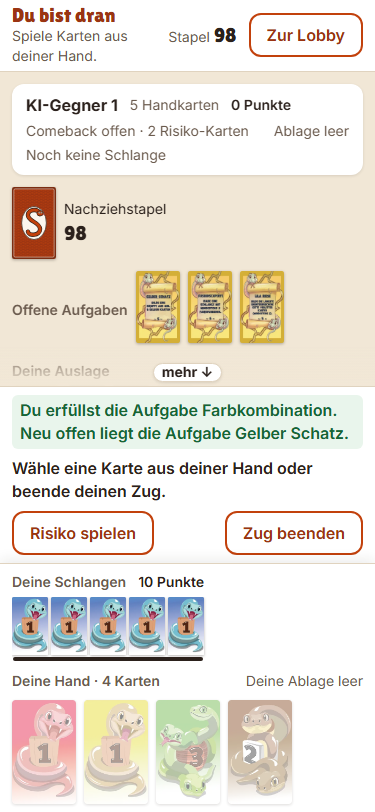 Du bist dran
Spiele Karten aus
deiner Hand.
Stapel 98
Zur Lobby
KI-Gegner 1 5 Handkarten 0 Punkte
Comeback offen · 2 Risiko-Karten Ablage leer
Noch keine Schlange
S
Nachziehstapel
98
Offene Aufgaben
GELBER SCHATZ
Deine Auslage
mehr ↓
Du erfüllst die Aufgabe Farbkombination.
Neu offen liegt die Aufgabe Gelber Schatz.
Wähle eine Karte aus deiner Hand oder
beende deinen Zug.
Risiko spielen
Zug beenden
Deine Schlangen 10 Punkte
1 1 1 1 1
Deine Hand · 4 Karten
Deine Ablage leer
1 1 3 2